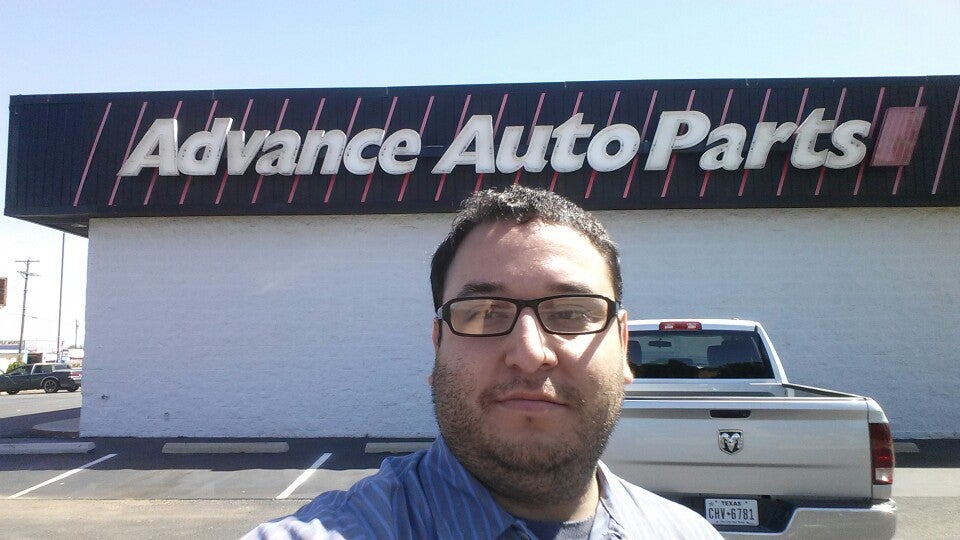 Advance Auto Parts
TEXAS
CHV★6781